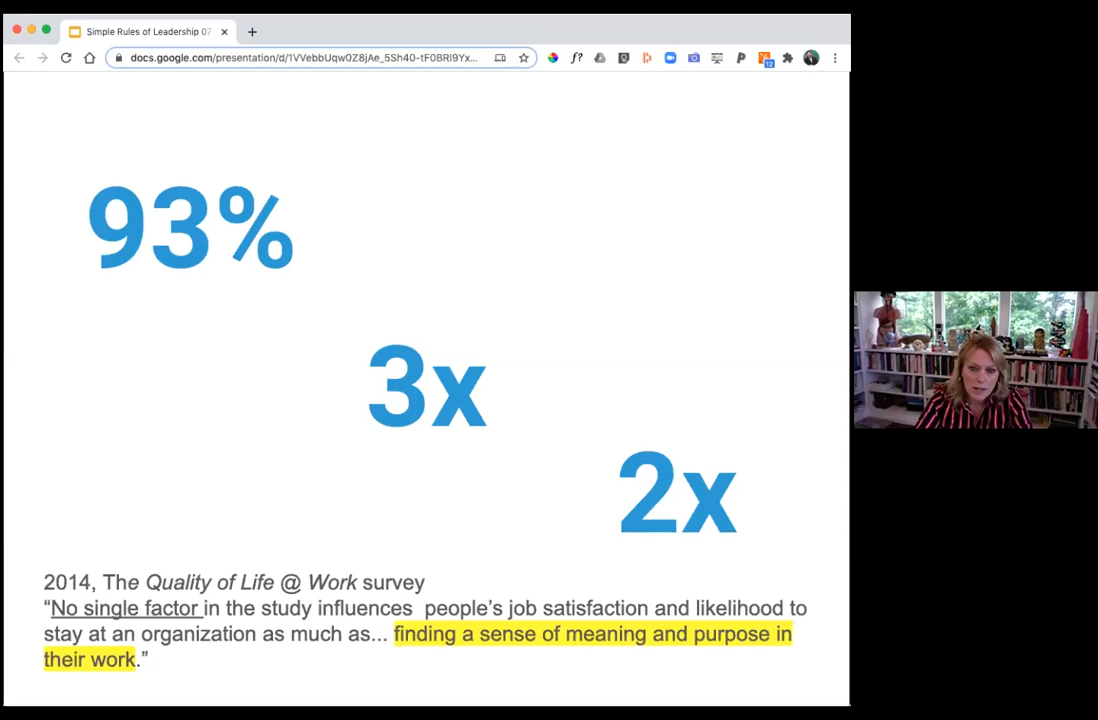 Simple Rules of Leadership 07
docs.google.com/presentation/d/1VVebbUqw0Z8jAe_5Sh40-tF0BRl9Yx...
f?
P
12
93%
3x
2x
2014, The Quality of Life @ Work survey
“No single factor in the study influences people’s job satisfaction and likelihood to
stay at an organization as much as... finding a sense of meaning and purpose in
their work.”